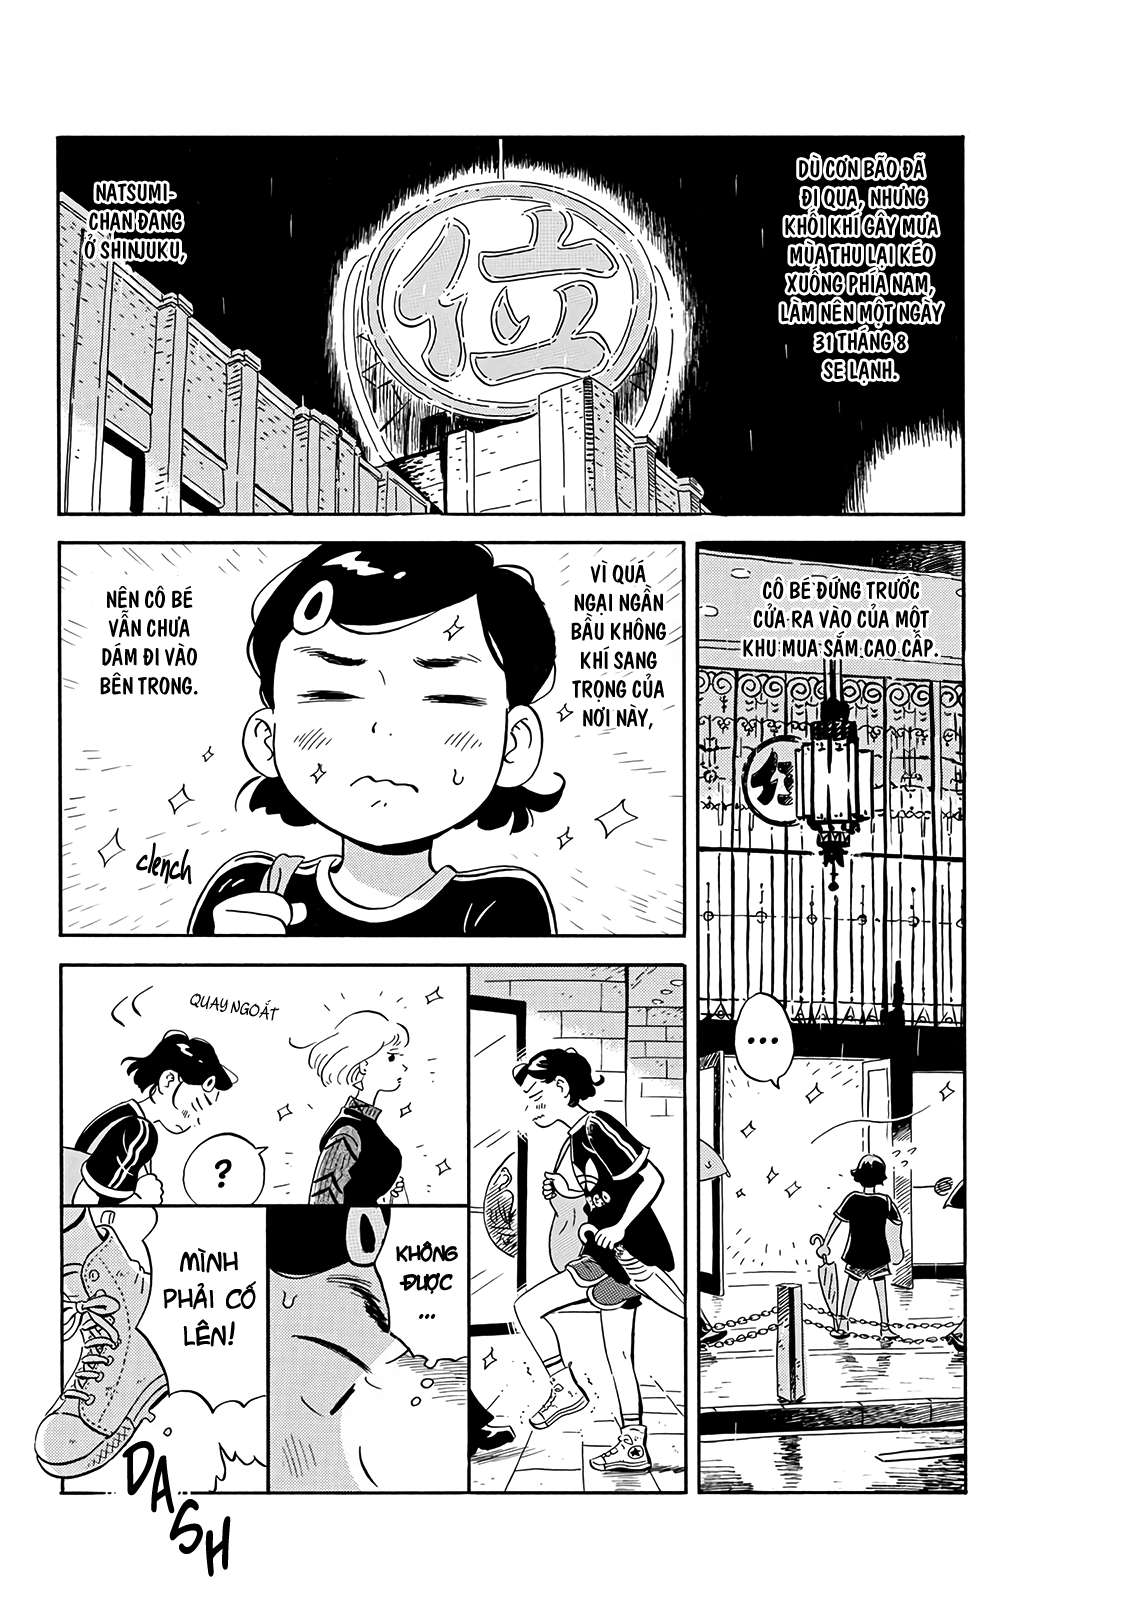 DÙ CƠN BÃO ĐÃ
ĐI QUA, NHƯNG
KHỐI KHÍ GÂY MƯA
MÙA THU LẠI KÉO
XUỐNG PHÍA NAM,
LÀM NÊN MỘT NGÀY
31 THÁNG 8
SE LẠNH.
位
NATSUMI-
CHAN ĐANG
Ở SHINJUKU,
CÔ BÉ ĐỨNG TRƯỚC
CỬA RA VÀO CỦA MỘT
KHU MUA SẮM CAO CẤP.
...
VÌ QUÁ
NGẠI NGẦN
BẦU KHÔNG
KHÍ SANG
TRỌNG CỦA
NƠI NÀY,
NÊN CÔ BÉ
VẪN CHƯA
DÁM ĐI VÀO
BÊN TRONG.
clench
QUAY NGOẮT
?
KHÔNG
ĐƯỢC
...
MÌNH
PHẢI CỐ
LÊN!
DASH